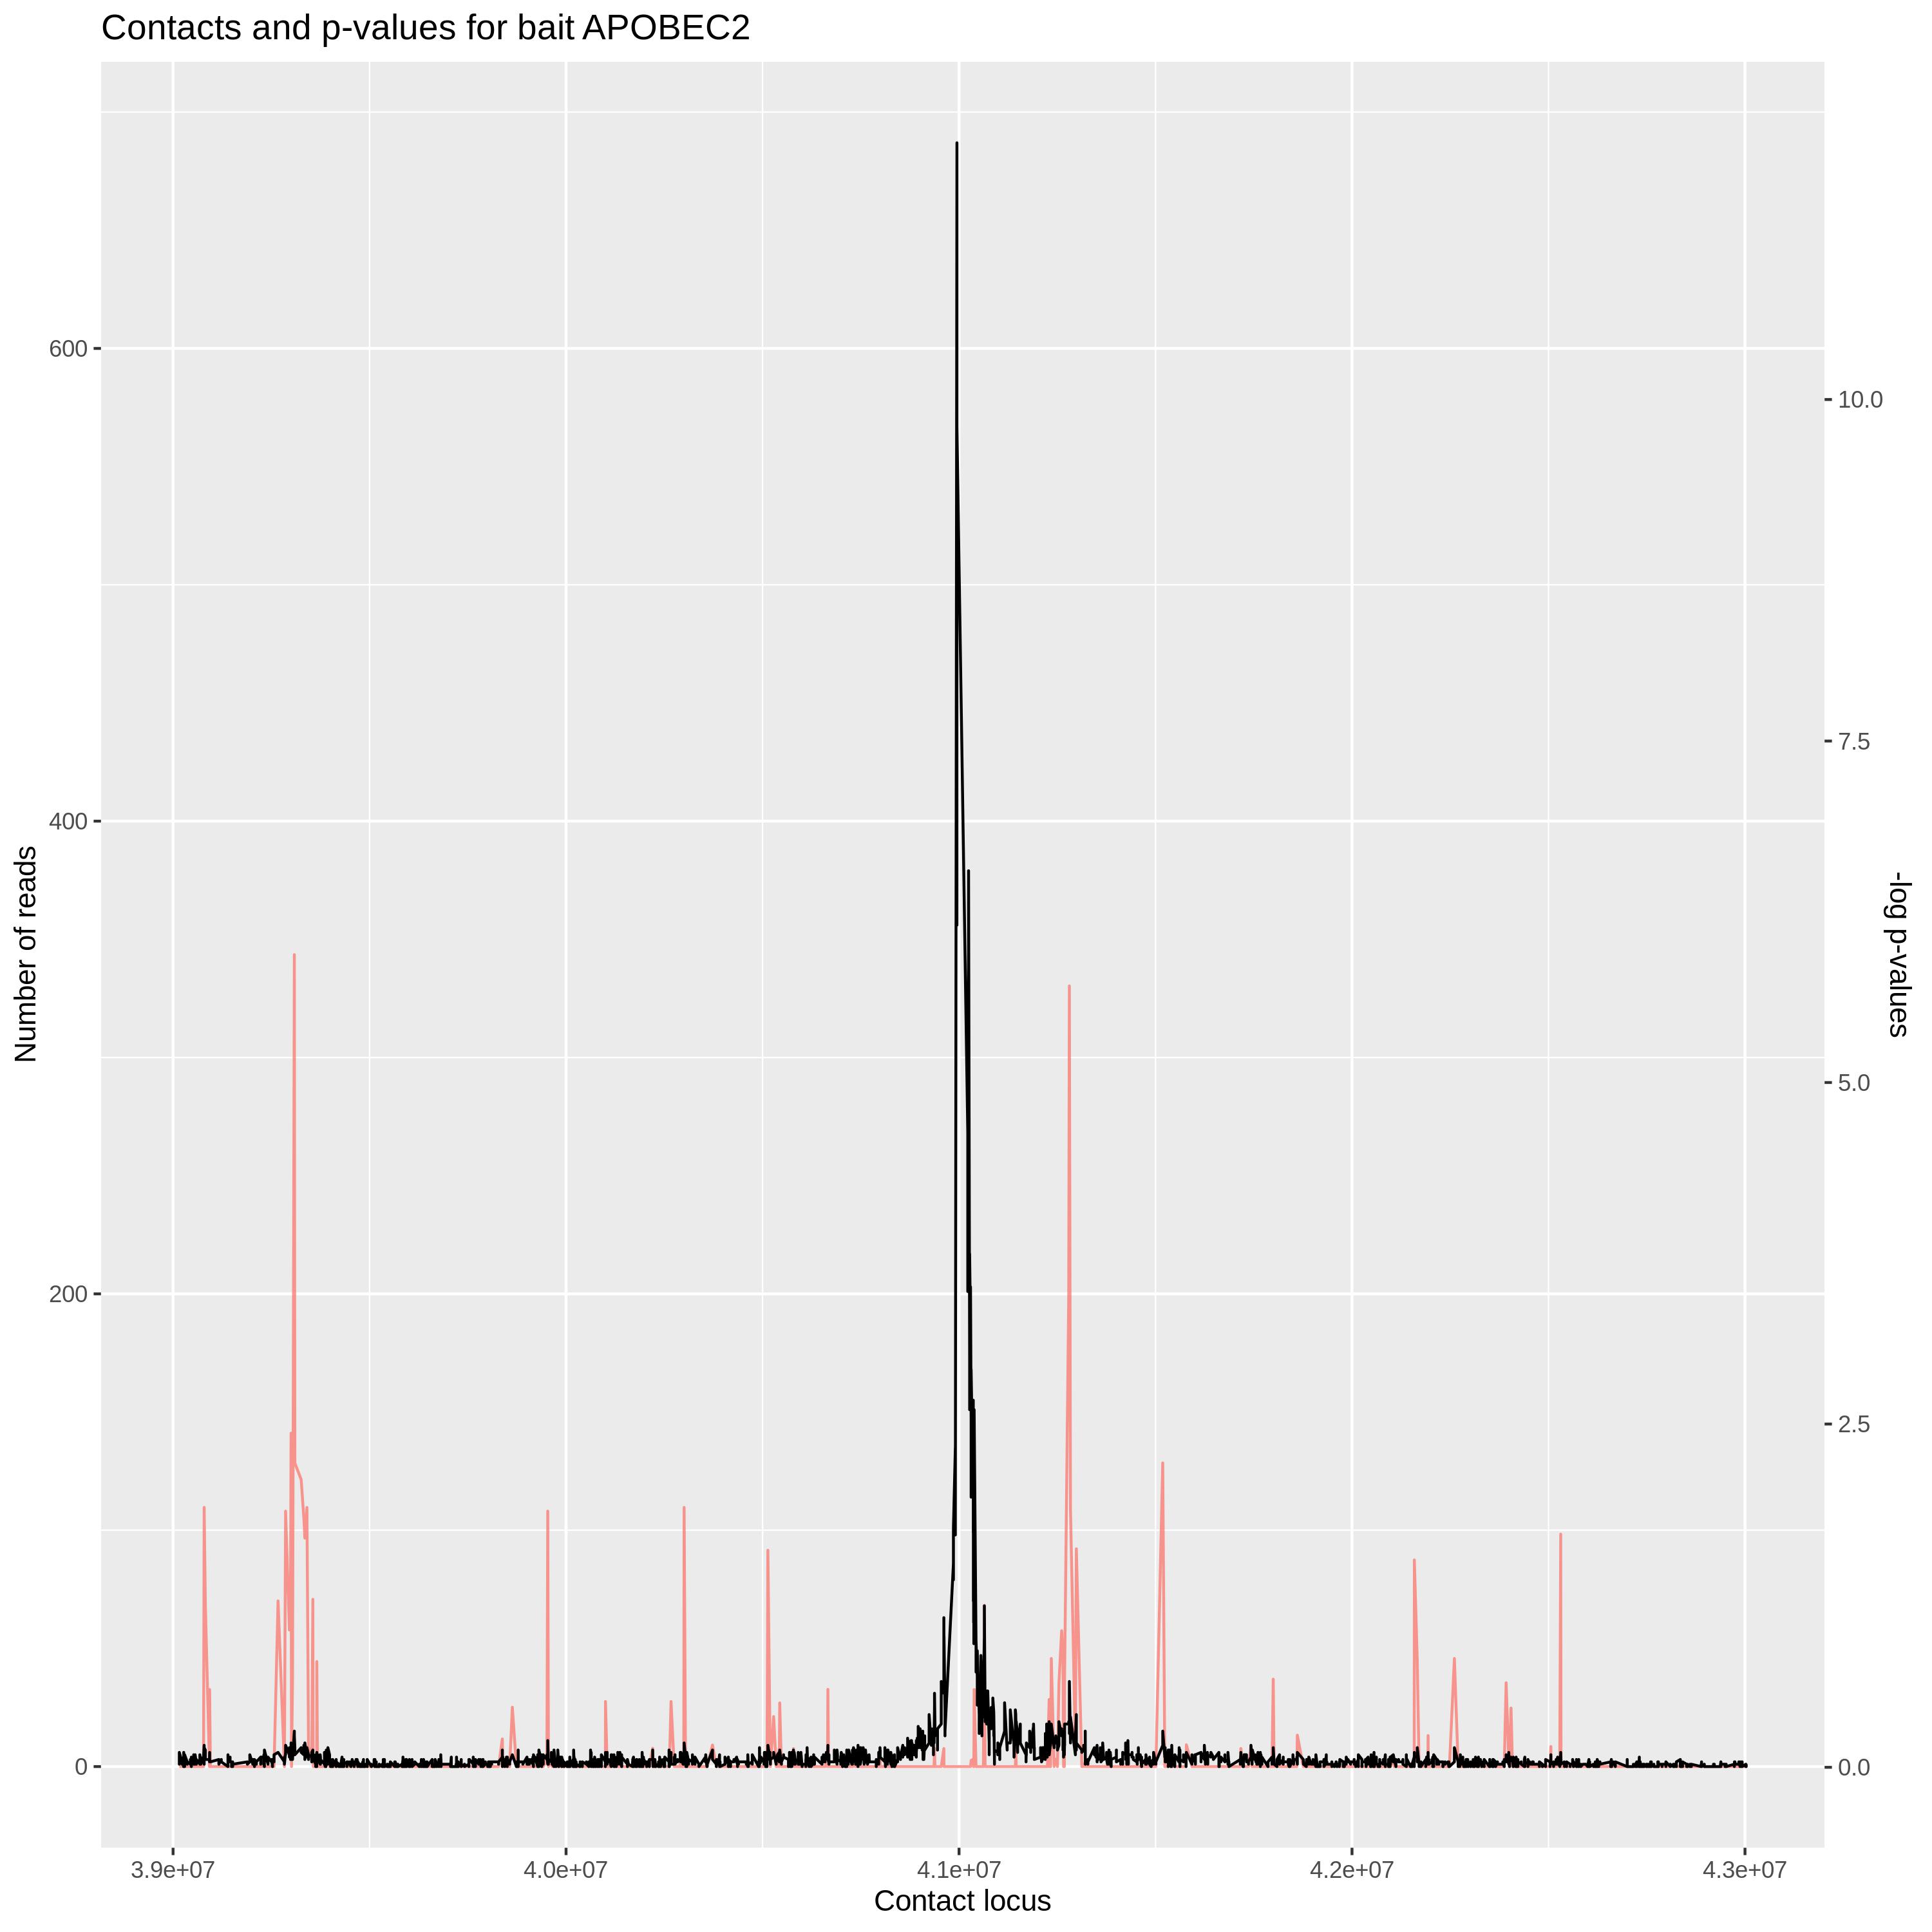 Contacts and p-values for bait APOBEC2
600
400
200
0
Number of reads
10.0
7.5
5.0
2.5
0.0
-log p-values
3.9e+07
4.0e+07
4.1e+07
4.2e+07
4.3e+07
Contact locus